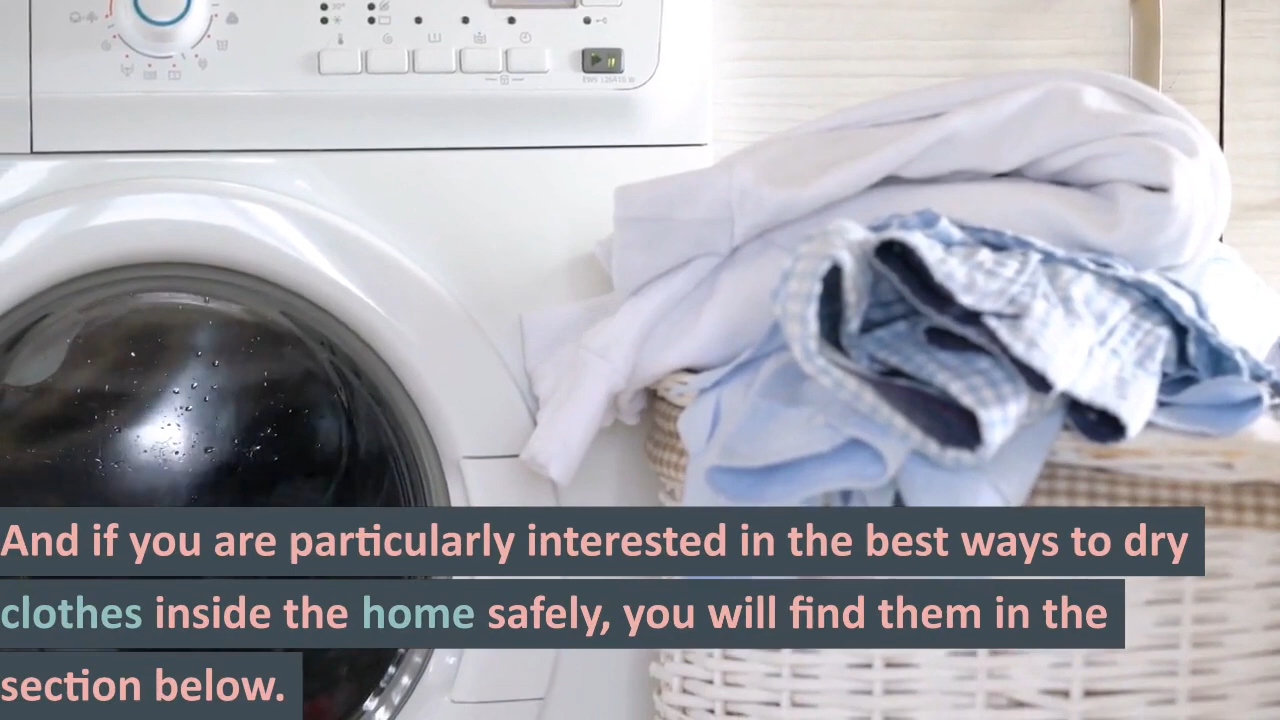 And if you are particularly interested in the best ways to dry
clothes inside the home safely, you will find them in the
section below.